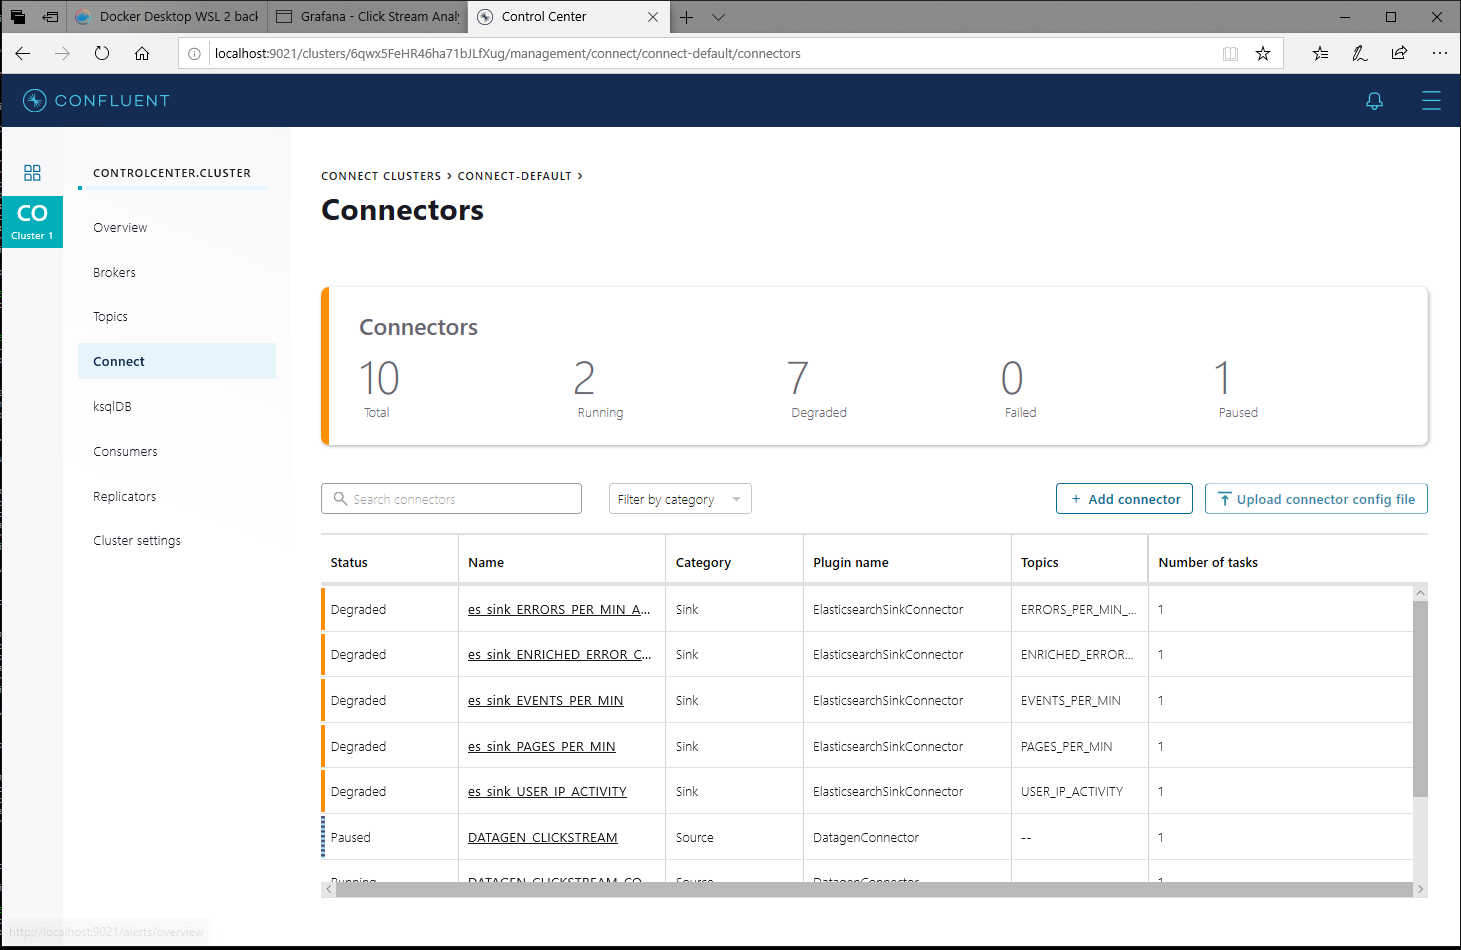 Docker Desktop WSL 2 back
Grafana - Click Stream Analy
Control Center
localhost:9021/clusters/6qwx5FeHR46ha71bJLfXug/management/connect/connect-default/connectors
CONFLUENT
CO
Cluster 1
CONTROLCENTER.CLUSTER
Overview
Brokers
Topics
Connect
ksqlDB
Consumers
Replicators
Cluster settings
CONNECT CLUSTERS > CONNECT-DEFAULT >
Connectors
Connectors
10 2 7 0 1
Total Running Degraded Failed Paused
Search connectors Filter by category + Add connector Upload connector config file
Status Name Category Plugin name Topics Number of tasks
Degraded es_sink_ERRORS_PER_MIN_A... Sink ElasticsearchSinkConnector ERRORS_PER_MIN_... 1
Degraded es_sink_ENRICHED_ERROR_C... Sink ElasticsearchSinkConnector ENRICHED_ERROR... 1
Degraded es_sink_EVENTS_PER_MIN Sink ElasticsearchSinkConnector EVENTS_PER_MIN 1
Degraded es_sink_PAGES_PER_MIN Sink ElasticsearchSinkConnector PAGES_PER_MIN 1
Degraded es_sink_USER_IP_ACTIVITY Sink ElasticsearchSinkConnector USER_IP_ACTIVITY 1
Paused DATAGEN_CLICKSTREAM Source DatagenConnector -- 1
Running DATAGEN_CLICKSTREAM_CO Source DatagenConnector 1
http://localhost:9021/alerts/overview